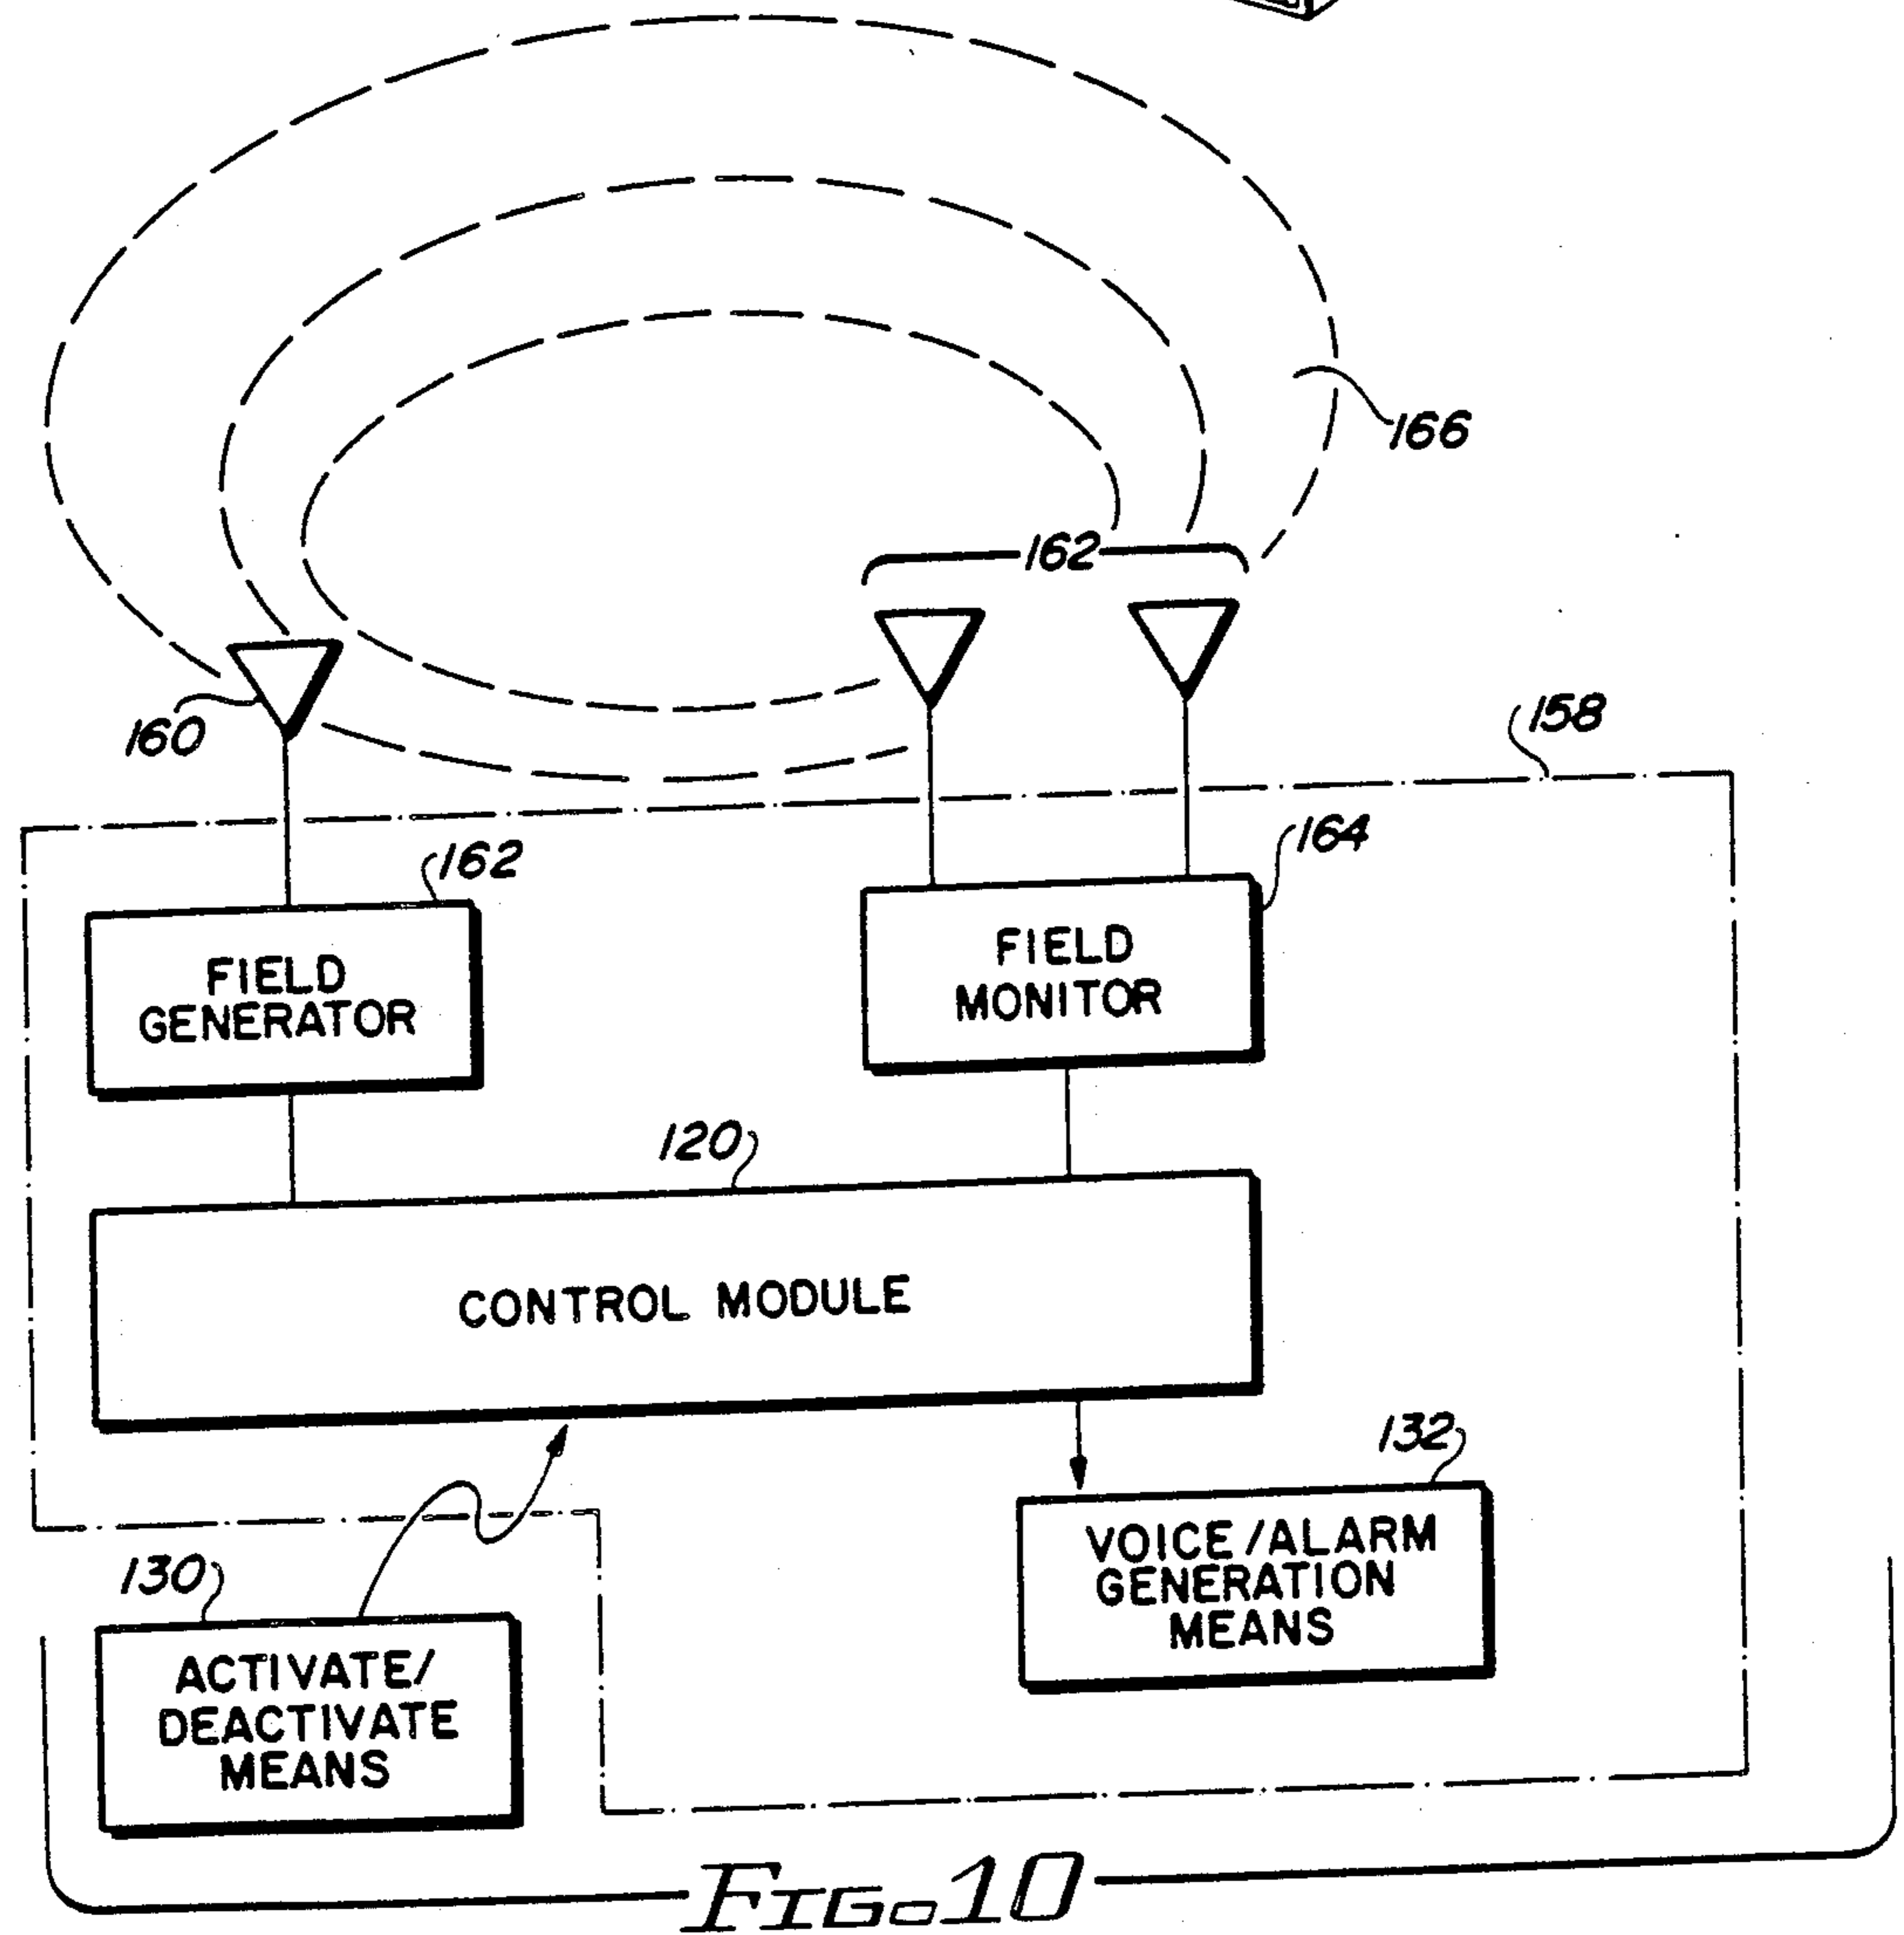 166
162
160
158
162
164
FIELD
GENERATOR
FIELD
MONITOR
120
CONTROL MODULE
132
VOICE/ALARM
GENERATION
MEANS
130
ACTIVATE/
DEACTIVATE
MEANS
FIG. 10